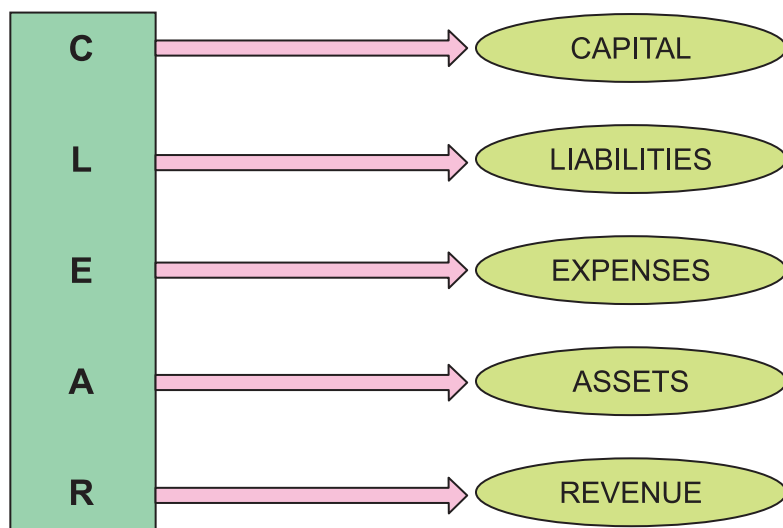 C CAPITAL
L LIABILITIES
E EXPENSES
A ASSETS
R REVENUE